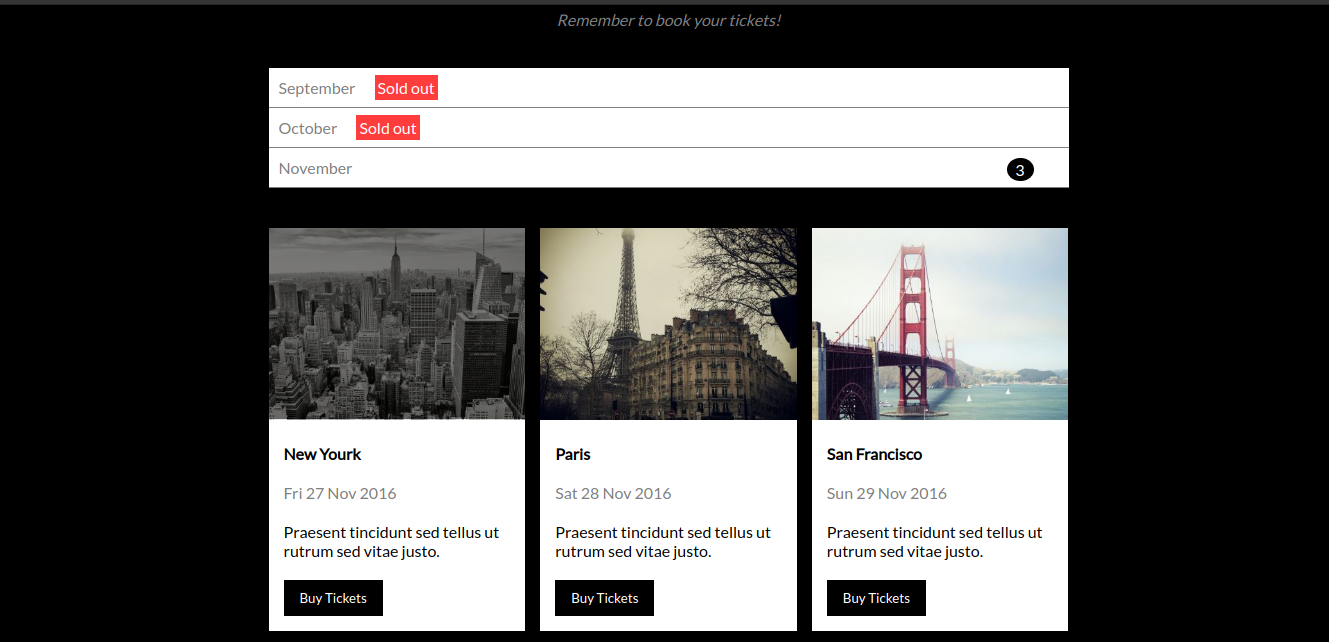 Remember to book your tickets!
September Sold out
October Sold out
November 3
New Yourk
Fri 27 Nov 2016
Praesent tincidunt sed tellus ut
rutrum sed vitae justo.
Buy Tickets
Paris
Sat 28 Nov 2016
Praesent tincidunt sed tellus ut
rutrum sed vitae justo.
Buy Tickets
San Francisco
Sun 29 Nov 2016
Praesent tincidunt sed tellus ut
rutrum sed vitae justo.
Buy Tickets